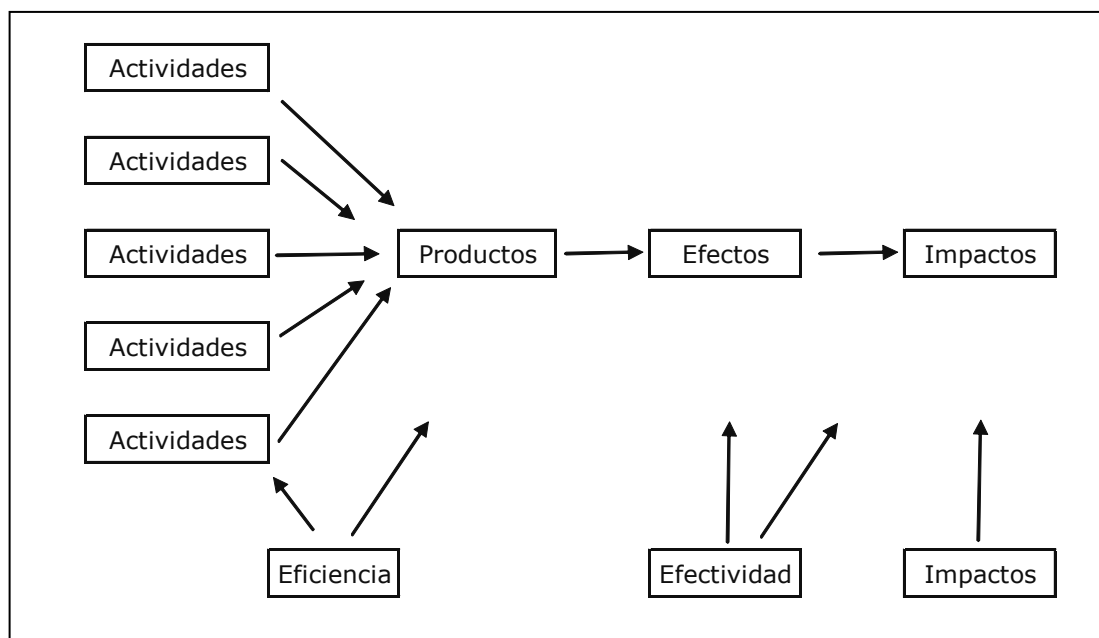 Actividades
Actividades
Actividades
Productos
Efectos
Impactos
Actividades
Actividades
Eficiencia
Efectividad
Impactos